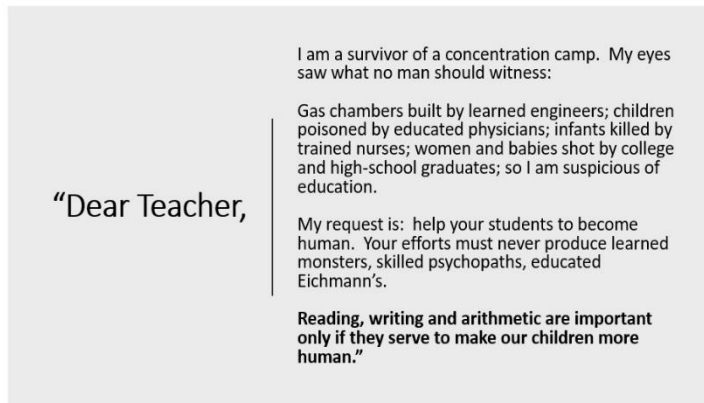 “Dear Teacher,
I am a survivor of a concentration camp. My eyes
saw what no man should witness:
Gas chambers built by learned engineers; children
poisoned by educated physicians; infants killed by
trained nurses; women and babies shot by college
and high-school graduates; so I am suspicious of
education.
My request is: help your students to become
human. Your efforts must never produce learned
monsters, skilled psychopaths, educated
Eichmann’s.
Reading, writing and arithmetic are important
only if they serve to make our children more
human.”